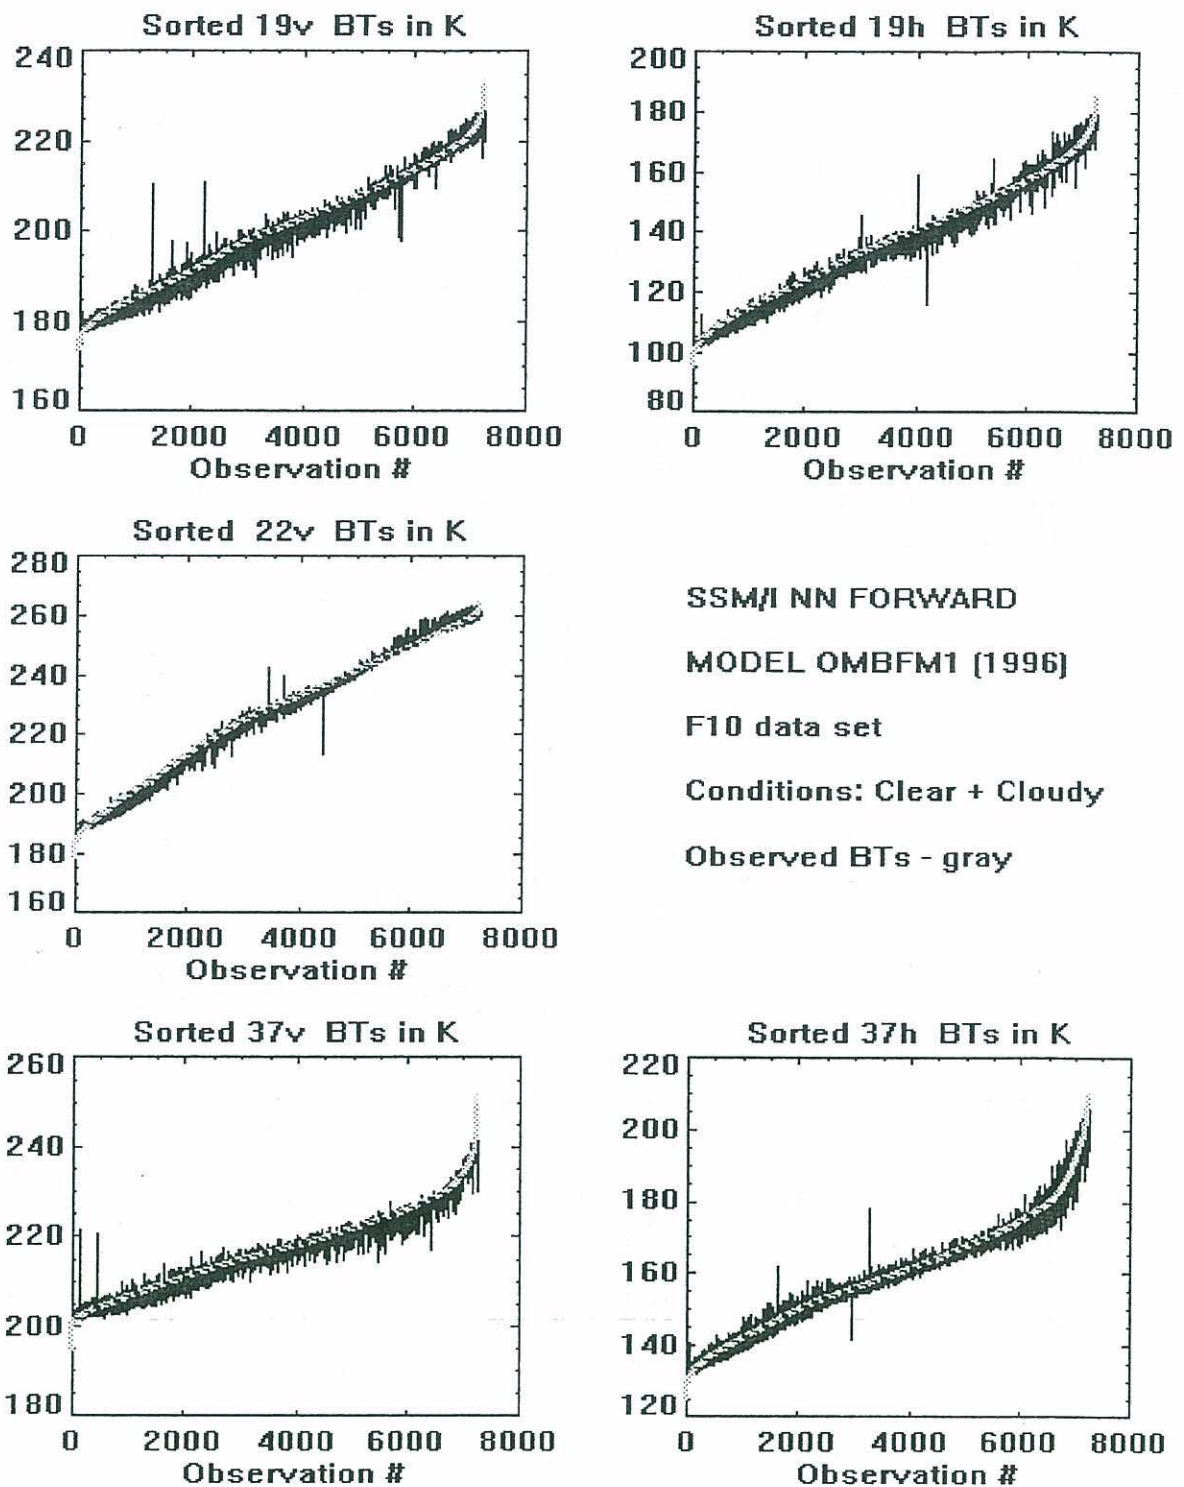 Sorted 19v BTs in K
240
220
200
180
160
0 2000 4000 6000 8000
Observation #
Sorted 19h BTs in K
200
180
160
140
120
100
80
0 2000 4000 6000 8000
Observation #
Sorted 22v BTs in K
280
260
240
220
200
180
160
0 2000 4000 6000 8000
Observation #
SSM/I NN FORWARD
MODEL OMBFM1 (1996)
F10 data set
Conditions: Clear + Cloudy
Observed BTs - gray
Sorted 37v BTs in K
260
240
220
200
180
0 2000 4000 6000 8000
Observation #
Sorted 37h BTs in K
220
200
180
160
140
120
0 2000 4000 6000 8000
Observation #